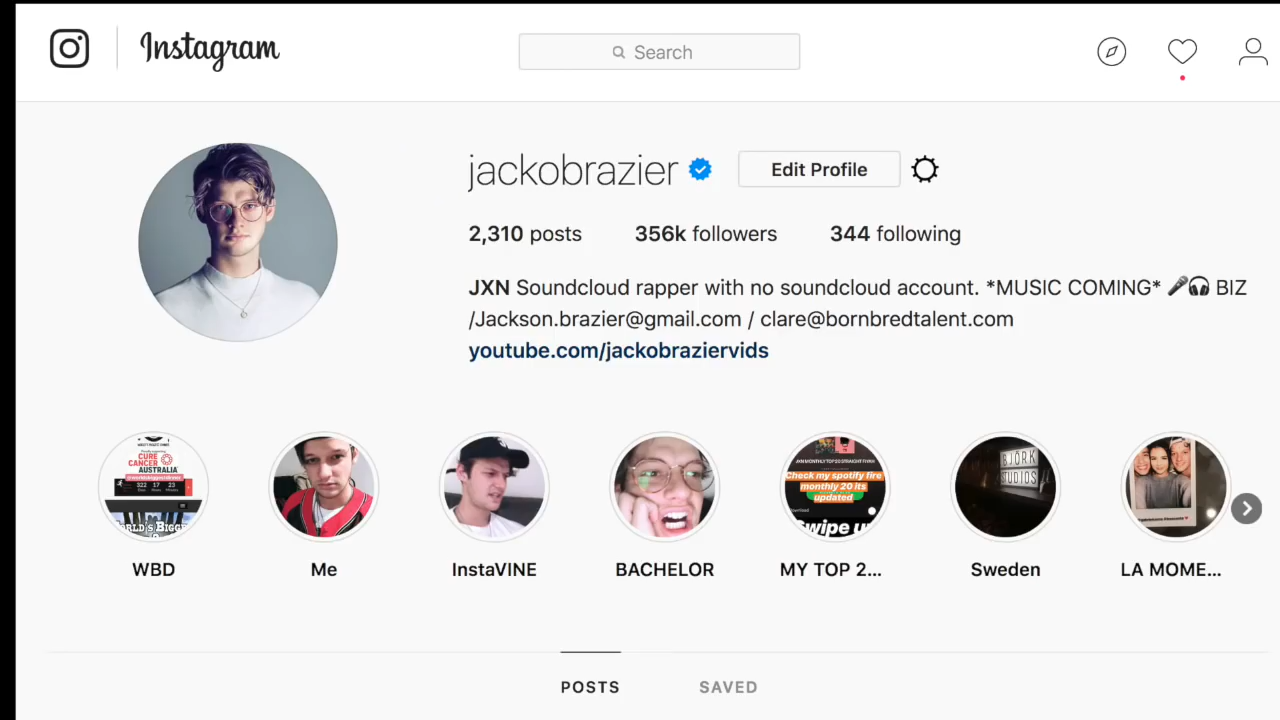 Instagram
Search
jackobrazier
Edit Profile
2,310 posts
356k followers
344 following
JXN Soundcloud rapper with no soundcloud account. *MUSIC COMING* 🎤🎧 BIZ
/Jackson.brazier@gmail.com / clare@bornbredtalent.com
youtube.com/jackobraziervids
CURE
CANCER
AUSTRALIA
322 17 23
BJÖRK
STUDIOS
Check my spotify fire
monthly 20 its
updated
Swipe u
WBD
Me
InstaVINE
BACHELOR
MY TOP 2...
Sweden
LA MOME...
POSTS
SAVED